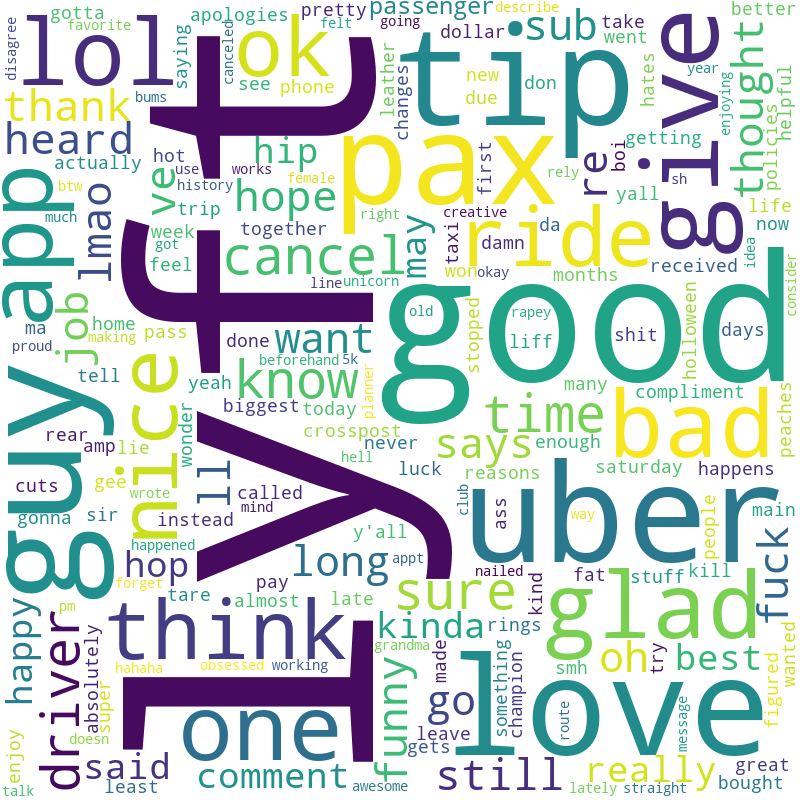 gotta
apologies
pretty
going
passenger
describe
better
favorite
felt
dollar
sub
take
gave
disagree
lol
saying
canceled
ok
tip
went
give
year
thought
helpful
bums
see
phone
leather
changes
new
due
don
hates
enjoying
policies
thank
heard
hip
pax
getting
actually
hot
use
works
female
first
re
boi
sh
rely
yall
life
btw
history
ve
trip
hope
right
creative
ride
damn
da
now
much
lmao
week
got
together
taxi
may
won
okay
received
idea
app
feel
cancel
line
unicorn
months
consider
ma
home
pass
done
want
old
good
rapey
liff
shit
days
holloween
proud
making
job
nice
yeah
beforehand
5k
stopped
tell
know
planner
many
compliment
bad
peaches
guy
wonder
biggest
today
time
rear
amp
lie
crosspost
never
says
enough
hell
reasons
saturday
happens
cuts
gee
wrote
ll
called
mind
luck
uber
club
ass
way
people
main
gonna
sir
instead
y'all
lyft
happened
hop
long
appt
nailed
fat
stuff
kill
fuck
forget
tare
pay
almost
late
sure
kind
glad
happy
pm
think
kinda
rings
hahaha
obsessed
working
grandma
made
smh
oh
try
best
wanted
driver
absolutely
super
one
funny
go
something
champion
love
route
message
figured
really
great
doesn
enjoy
said
comment
leave
gets
still
bought
talk
least
awesome
lately
straight